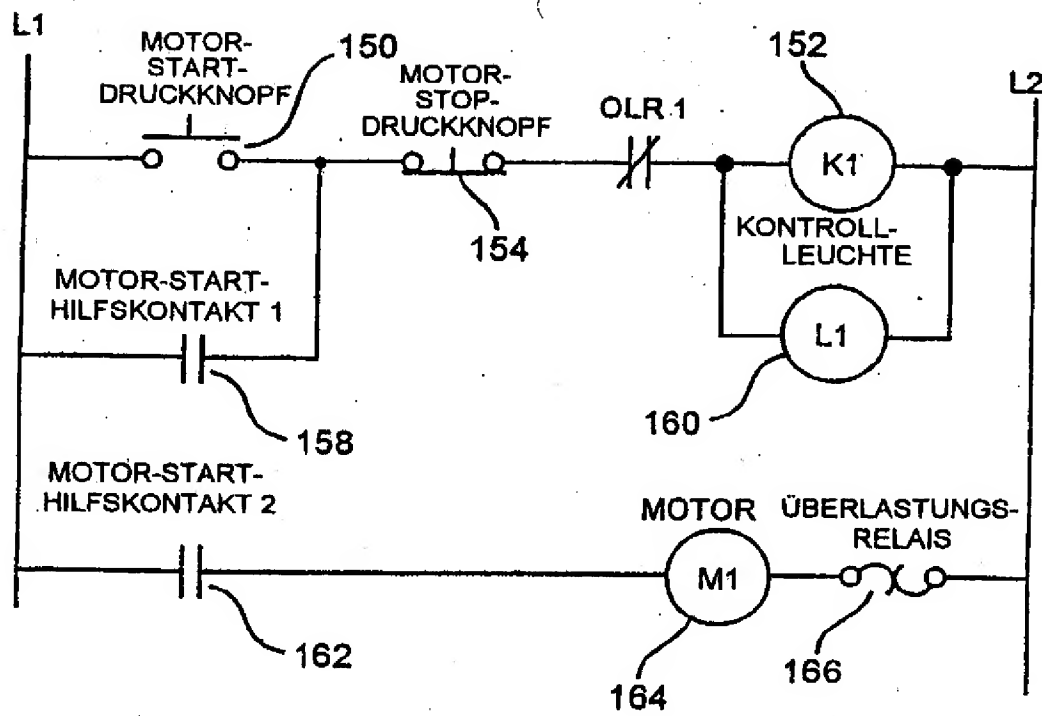 L1
MOTOR-
START-
DRUCKKNOPF
150
MOTOR-
STOP-
DRUCKKNOPF
154
OLR 1
152
L2
K1
KONTROLL-
LEUCHTE
L1
160
MOTOR-START-
HILFSKONTAKT 1
158
MOTOR-START-
HILFSKONTAKT 2
162
MOTOR
M1
164
ÜBERLASTUNGS-
RELAIS
166